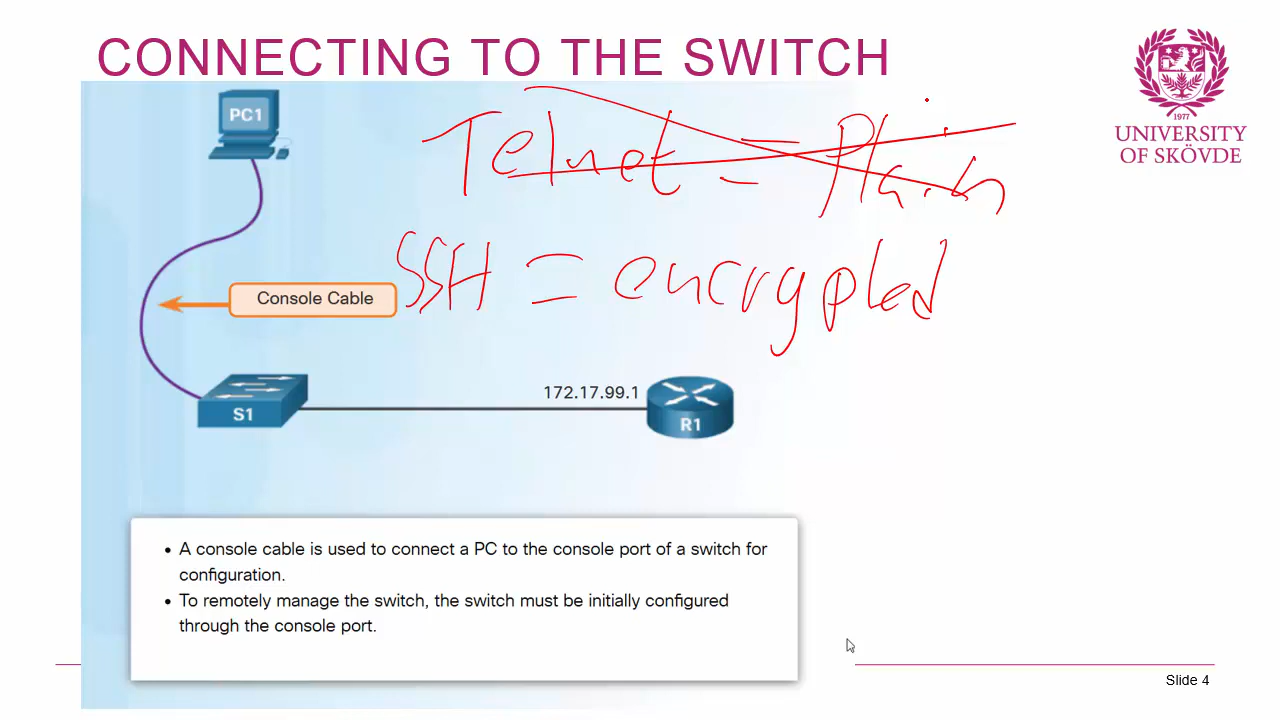 CONNECTING TO THE SWITCH
1977
UNIVERSITY
OF SKÖVDE
PC1
Telnet = Plain
SSH = encrypted
Console Cable
172.17.99.1
S1
R1
• A console cable is used to connect a PC to the console port of a switch for
configuration.
• To remotely manage the switch, the switch must be initially configured
through the console port.
Slide 4